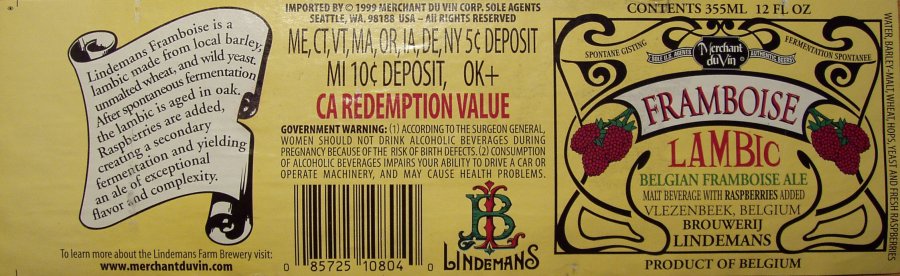 Lindemans Framboise is a
lambic made from local barley,
unmalted wheat, and wild yeast.
After spontaneous fermentation
the lambic is aged in oak.
Raspberries are added,
creating a secondary
fermentation and yielding
an ale of exceptional
flavor and complexity.
To learn more about the Lindemans Farm Brewery visit:
www.merchantduvin.com
IMPORTED BY © 1999 MERCHANT DU VIN CORP. SOLE AGENTS
SEATTLE, WA. 98188 USA ~ All RIGHTS RESERVED
ME,CT,VT,MA,OR,IA,DE,NY 5¢ DEPOSIT
MI 10¢ DEPOSIT, OK+
CA REDEMPTION VALUE
GOVERNMENT WARNING: (1) ACCORDING TO THE SURGEON GENERAL,
WOMEN SHOULD NOT DRINK ALCOHOLIC BEVERAGES DURING
PREGNANCY BECAUSE OF THE RISK OF BIRTH DEFECTS. (2) CONSUMPTION
OF ALCOHOLIC BEVERAGES IMPAIRS YOUR ABILITY TO DRIVE A CAR OR
OPERATE MACHINERY, AND MAY CAUSE HEALTH PROBLEMS.
0 85725 10804 0
B
LINDEMANS
CONTENTS 355ML 12 FL OZ
SPONTANE GISTING
FERMENTATION SPONTANEE
SOLE U.S. AGENTS
Merchant
du Vin
AUTHENTIC BEERS
FRAMBOISE
LAMBIC
BELGIAN FRAMBOISE ALE
MALT BEVERAGE WITH RASPBERRIES ADDED
VLEZENBEEK, BELGIUM
BROUWERIJ
LINDEMANS
PRODUCT OF BELGIUM
WATER, BARLEY-MALT, WHEAT, HOPS, YEAST AND FRESH RASPBERRIES